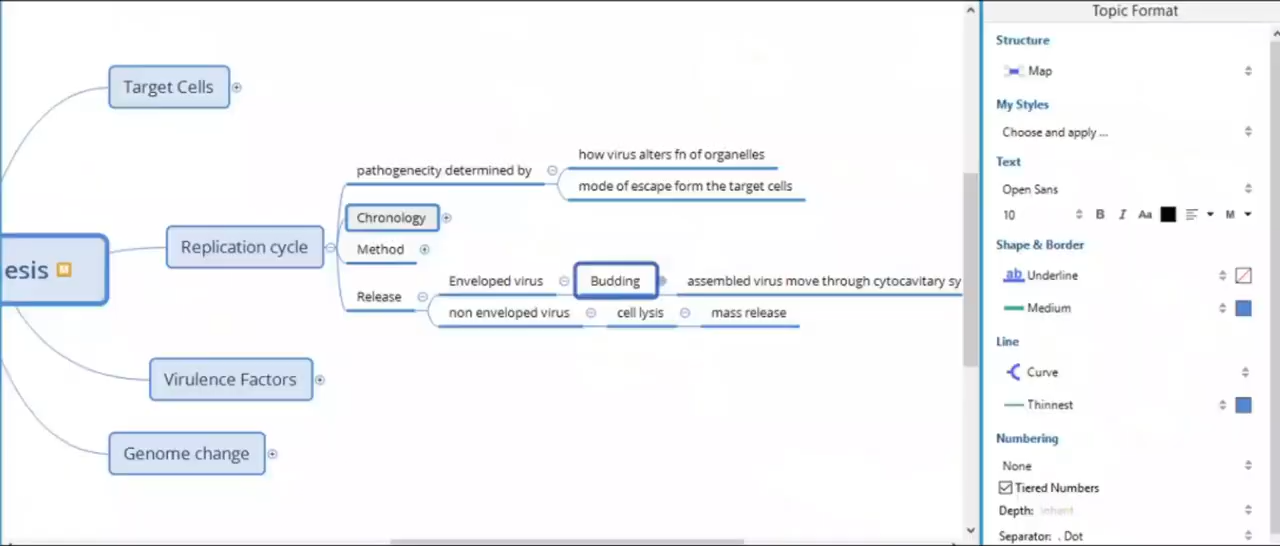 Target Cells
pathogenecity determined by
how virus alters fn of organelles
mode of escape form the target cells
Chronology
Replication cycle
Method
esis
Enveloped virus
Budding
assembled virus move through cytocavitary sy
Release
non enveloped virus
cell lysis
mass release
Virulence Factors
Genome change
Topic Format
Structure
Map
My Styles
Choose and apply ...
Text
Open Sans
10 B I Aa M
Shape & Border
ab Underline
Medium
Line
Curve
Thinnest
Numbering
None
Tiered Numbers
Depth: inherit
Separator: . Dot